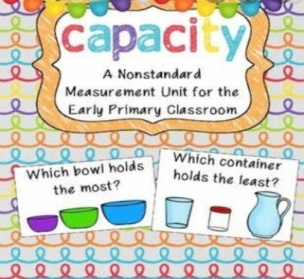 capacity
A Nonstandard
Measurement Unit for the
Early Primary Classroom
Which bowl holds
the most?
Which container
holds the least?